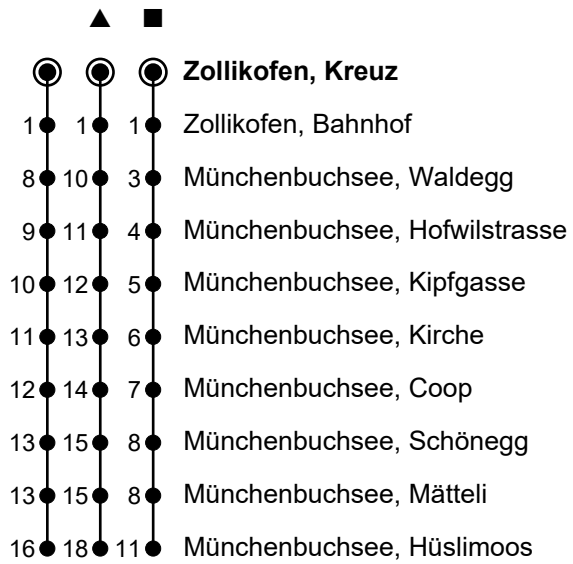 ▲ ■
Zollikofen, Kreuz
1 1 1 Zollikofen, Bahnhof
8 10 3 Münchenbuchsee, Waldegg
9 11 4 Münchenbuchsee, Hofwilstrasse
10 12 5 Münchenbuchsee, Kipfgasse
11 13 6 Münchenbuchsee, Kirche
12 14 7 Münchenbuchsee, Coop
13 15 8 Münchenbuchsee, Schönegg
13 15 8 Münchenbuchsee, Mätteli
16 18 11 Münchenbuchsee, Hüslimoos